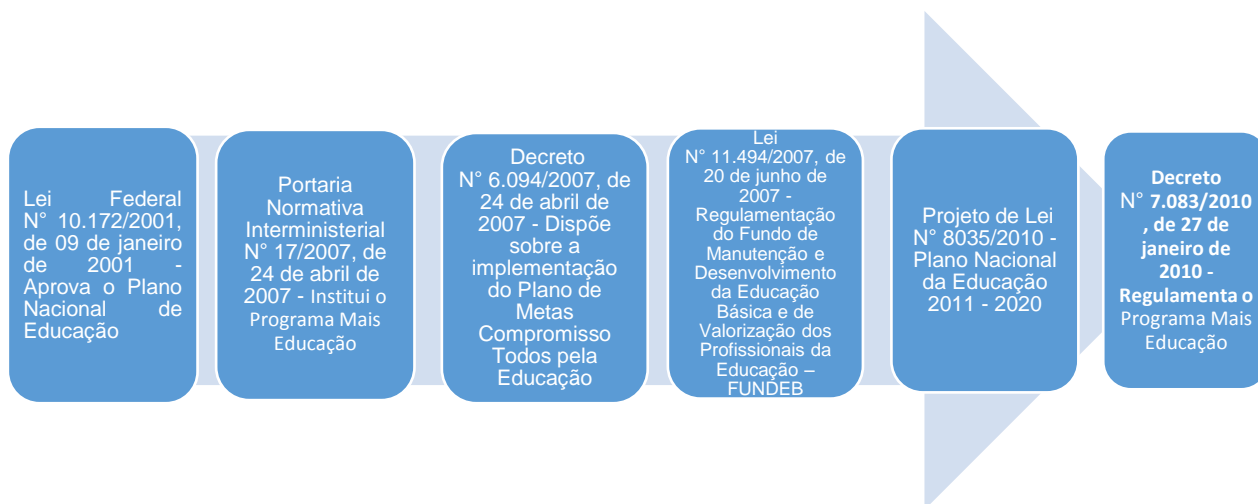 Lei Federal
N° 10.172/2001,
de 09 de janeiro
de 2001 -
Aprova o Plano
Nacional de
Educação
Portaria
Normativa
Interministerial
N° 17/2007, de
24 de abril de
2007 - Institui o
Programa Mais
Educação
Decreto
N° 6.094/2007, de
24 de abril de
2007 - Dispõe
sobre a
implementação
do Plano de
Metas
Compromisso
Todos pela
Educação
Lei
N° 11.494/2007, de
20 de junho de
2007 -
Regulamentação
do Fundo de
Manutenção e
Desenvolvimento
da Educação
Básica e de
Valorização dos
Profissionais da
Educação –
FUNDEB
Projeto de Lei
N° 8035/2010 -
Plano Nacional
da Educação
2011 - 2020
Decreto
N° 7.083/2010
, de 27 de
janeiro de
2010 -
Regulamenta o
Programa Mais
Educação